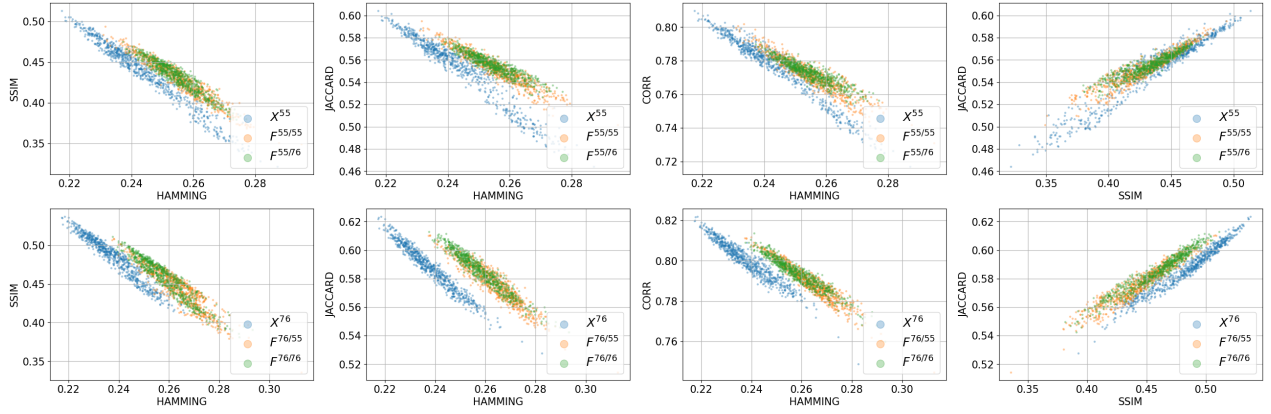 0.50
0.45
0.40
0.35
SSIM
0.22 0.24 0.26 0.28
HAMMING
X^55
F^55/55
F^55/76
0.60
0.58
0.56
0.54
0.52
0.50
0.48
0.46
JACCARD
0.22 0.24 0.26 0.28
HAMMING
X^55
F^55/55
F^55/76
0.80
0.78
0.76
0.74
0.72
CORR
0.22 0.24 0.26 0.28
HAMMING
X^55
F^55/55
F^55/76
0.60
0.58
0.56
0.54
0.52
0.50
0.48
0.46
JACCARD
0.35 0.40 0.45 0.50
SSIM
X^55
F^55/55
F^55/76
0.50
0.45
0.40
0.35
SSIM
0.22 0.24 0.26 0.28 0.30
HAMMING
X^76
F^76/55
F^76/76
0.62
0.60
0.58
0.56
0.54
0.52
JACCARD
0.22 0.24 0.26 0.28 0.30
HAMMING
X^76
F^76/55
F^76/76
0.82
0.80
0.78
0.76
CORR
0.22 0.24 0.26 0.28 0.30
HAMMING
X^76
F^76/55
F^76/76
0.62
0.60
0.58
0.56
0.54
0.52
JACCARD
0.35 0.40 0.45 0.50
SSIM
X^76
F^76/55
F^76/76